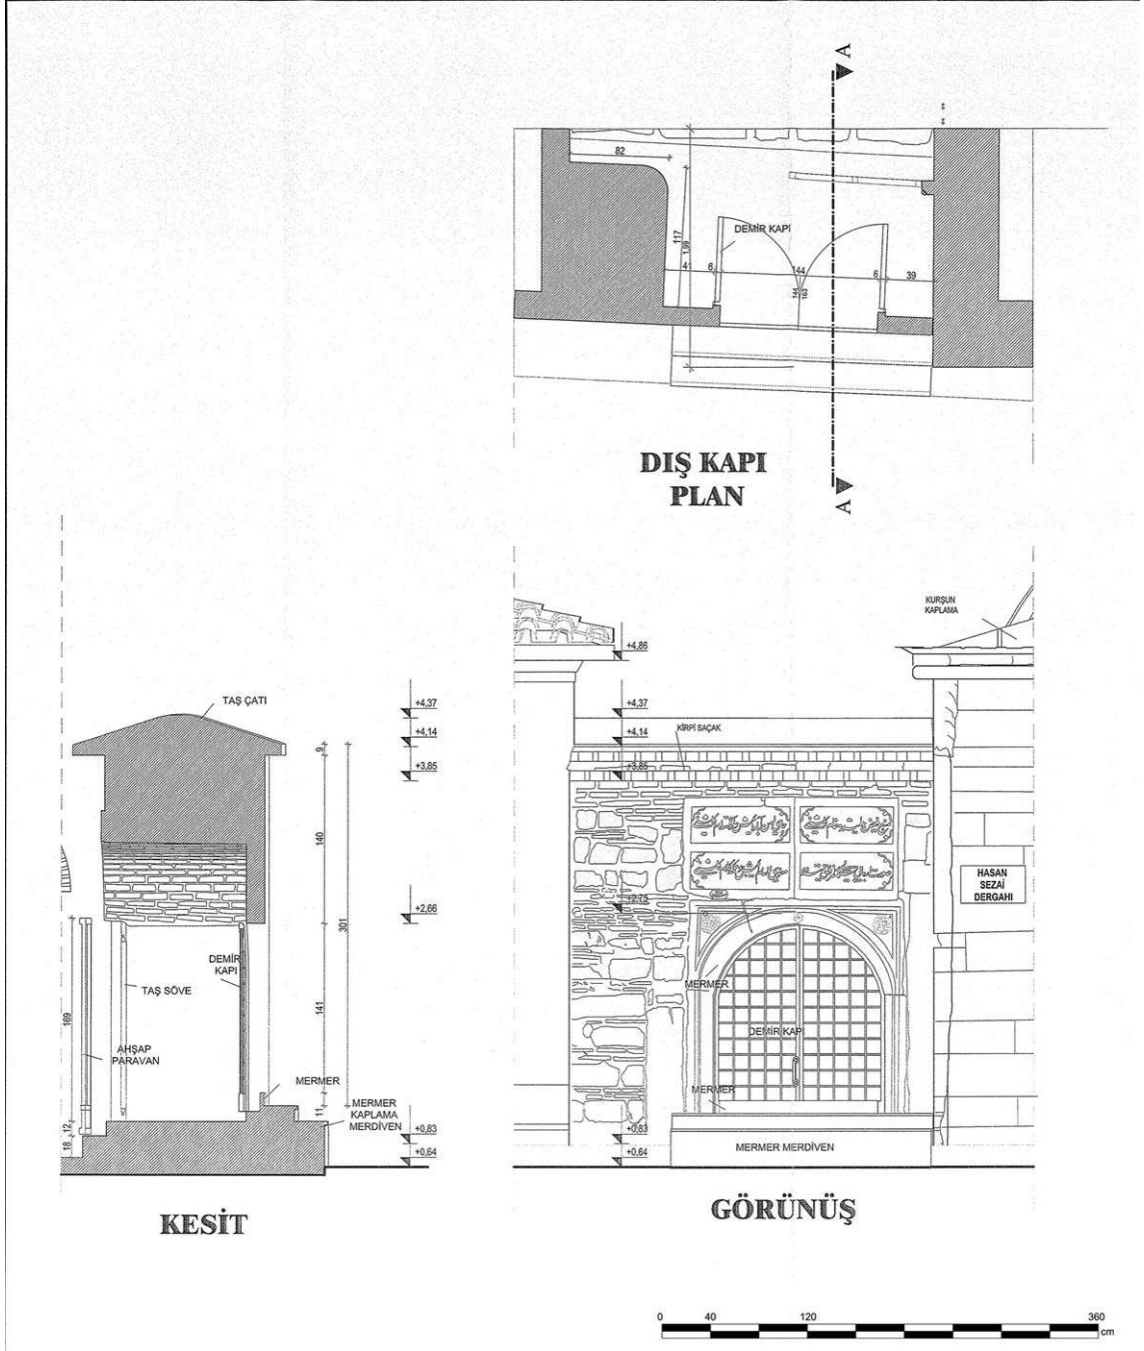 A
82
DEMİR KAPI
117
1,99
41
6
144
6
39
144
163
DIŞ KAPI
PLAN
A
KURŞUN
KAPLAMA
+4,86
TAŞ ÇATI
+4,37
+4,14
+3,85
+2,66
9
140
301
141
11
DEMİR
KAPI
TAŞ SÖVE
169
AHŞAP
PARAVAN
MERMER
MERMER
KAPLAMA
MERDİVEN
12
18
+0,83
+0,64
KESİT
+4,37
KİRPİ SAÇAK
+4,14
+3,85
HASAN
SEZAİ
DERGAHI
+2,75
MERMER
DEMİR KAPI
MERMER
+0,83
MERMER MERDİVEN
+0,64
GÖRÜNÜŞ
0 40 120 360
cm